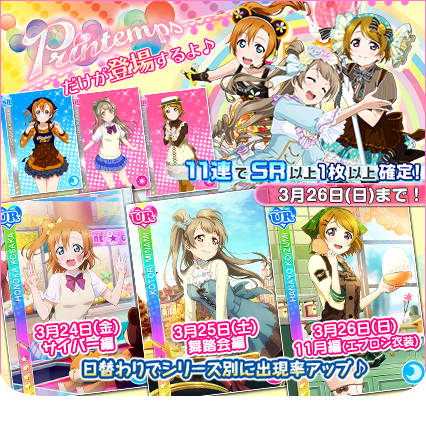 Printemps
だけが登場するよ♪
UR
UR
UR
11連でSR以上1枚以上確定!
3月26日(日)まで!
UR
HONOKA KOSAKA
UR
KOTORI MINAMI
UR
HANAYO KOIZUMI
3月24日(金)
サイバー編
3月25日(土)
舞踏会編
3月26日(日)
11月編(エプロン衣装)
日替わりでシリーズ別に出現率アップ♪